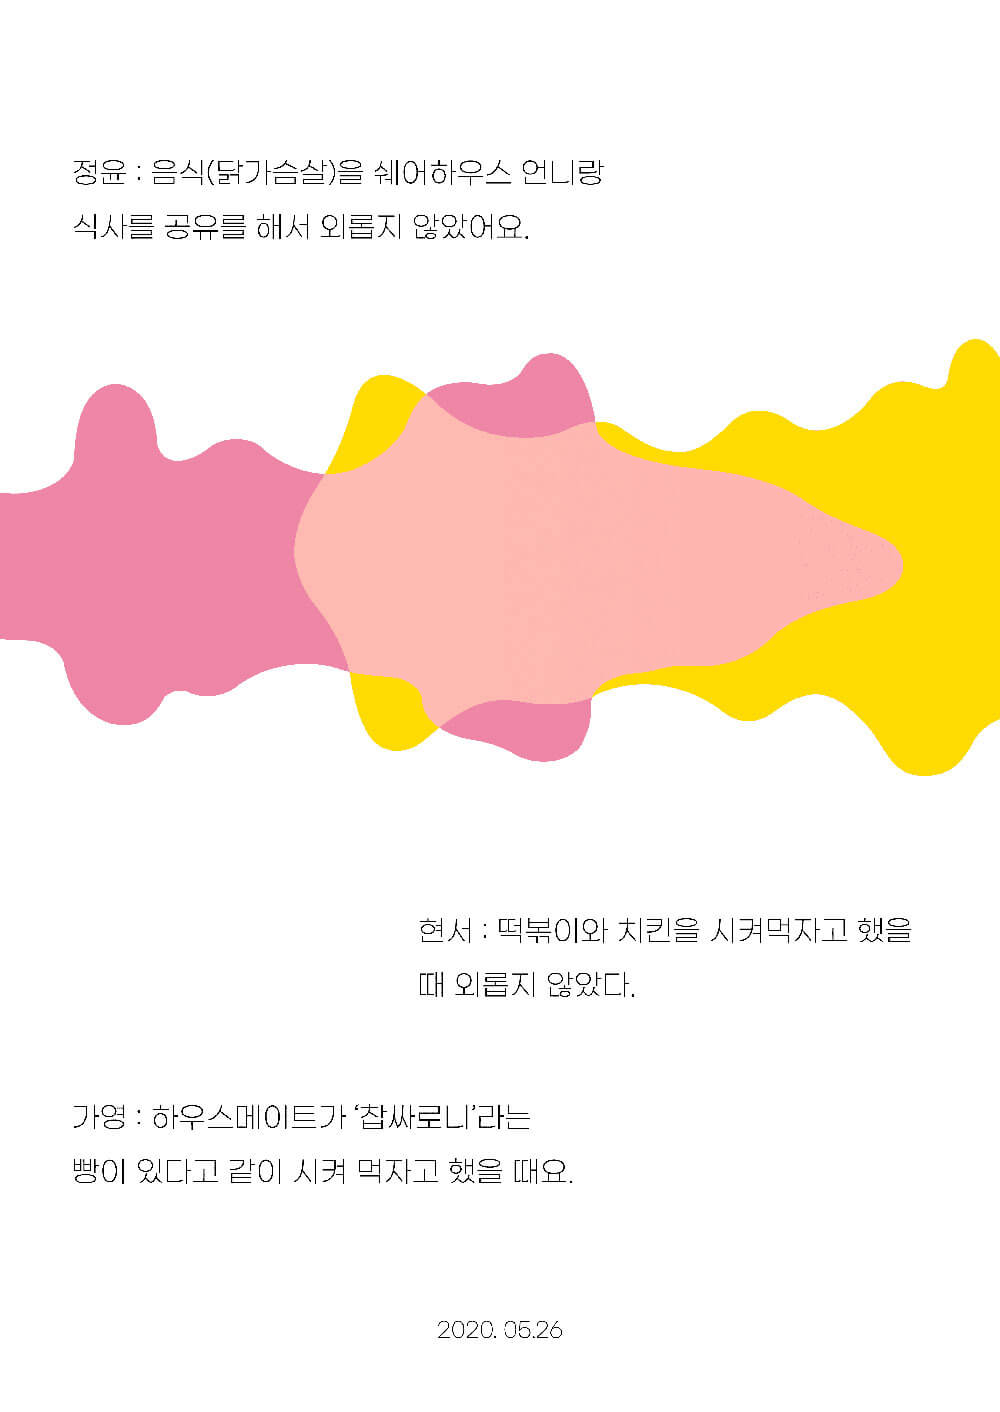 정윤 : 음식(닭가슴살)을 쉐어하우스 언니랑
식사를 공유를 해서 외롭지 않았어요.
현서 : 떡볶이와 치킨을 시켜먹자고 했을
때 외롭지 않았다.
가영 : 하우스메이트가 ‘찹싸로니’라는
빵이 있다고 같이 시켜 먹자고 했을 때요.
2020. 05.26